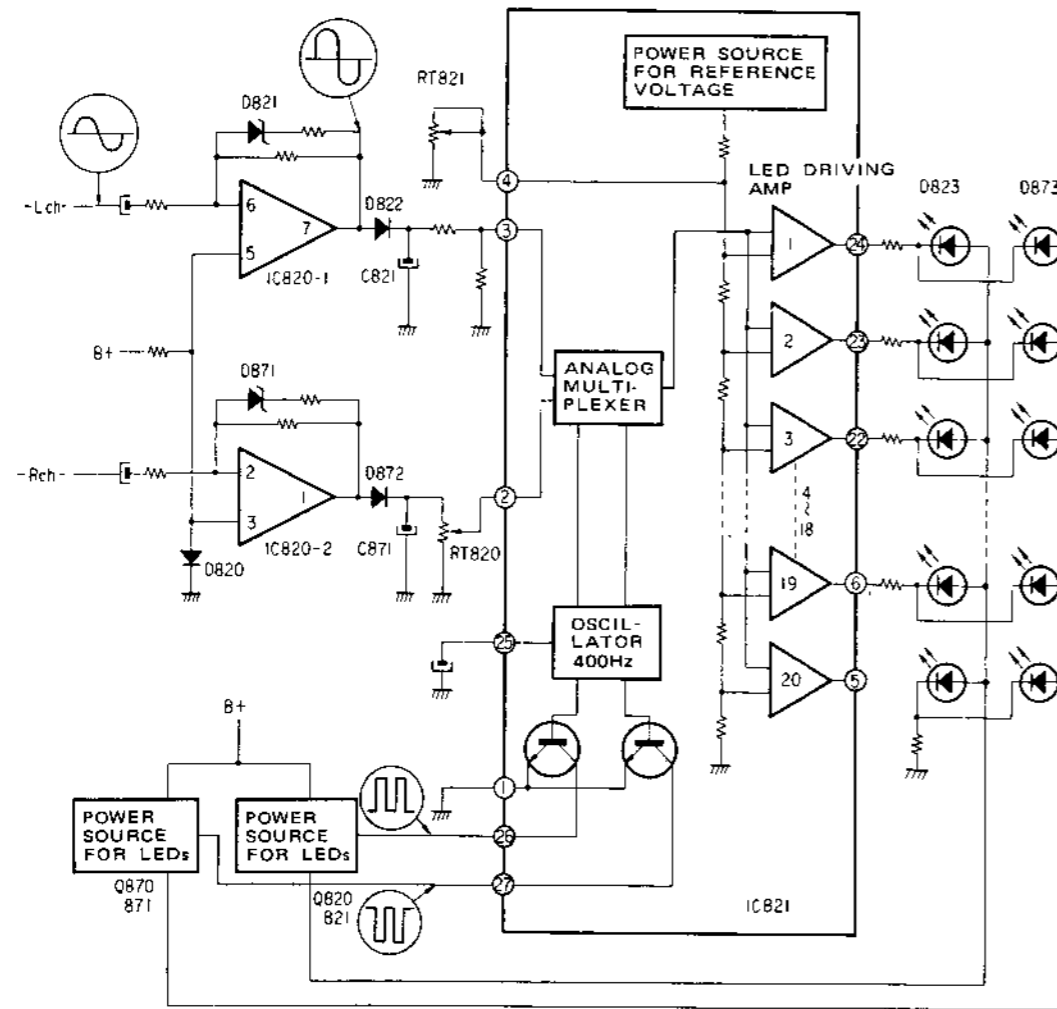 POWER SOURCE
FOR REFERENCE
VOLTAGE
RT821
D821
4
LED DRIVING
AMP
D823
D873
-Lch-
6
7
5
D822
3
1
24
IC820-1
C821
2
23
B+
D871
ANALOG
MULTI-
PLEXER
3
22
-Rch-
2
1
3
D872
2
4
~
18
IC820-2
C871
RT820
D820
19
6
OSCIL-
LATOR
400Hz
25
20
5
B+
1
POWER
SOURCE
FOR LEDs
POWER
SOURCE
FOR LEDs
26
27
Q870
871
Q820
821
IC821